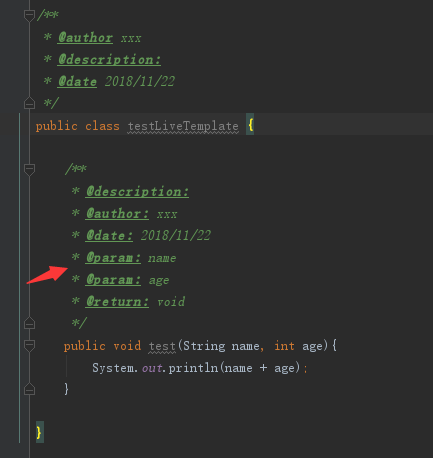 /**
 * @author xxx
 * @description:
 * @date 2018/11/22
 */
public class testLiveTemplate {
/**
 * @description:
 * @author: xxx
 * @date: 2018/11/22
 * @param: name
 * @param: age
 * @return: void
 */
public void test(String name, int age){
System.out.println(name + age);
}
}